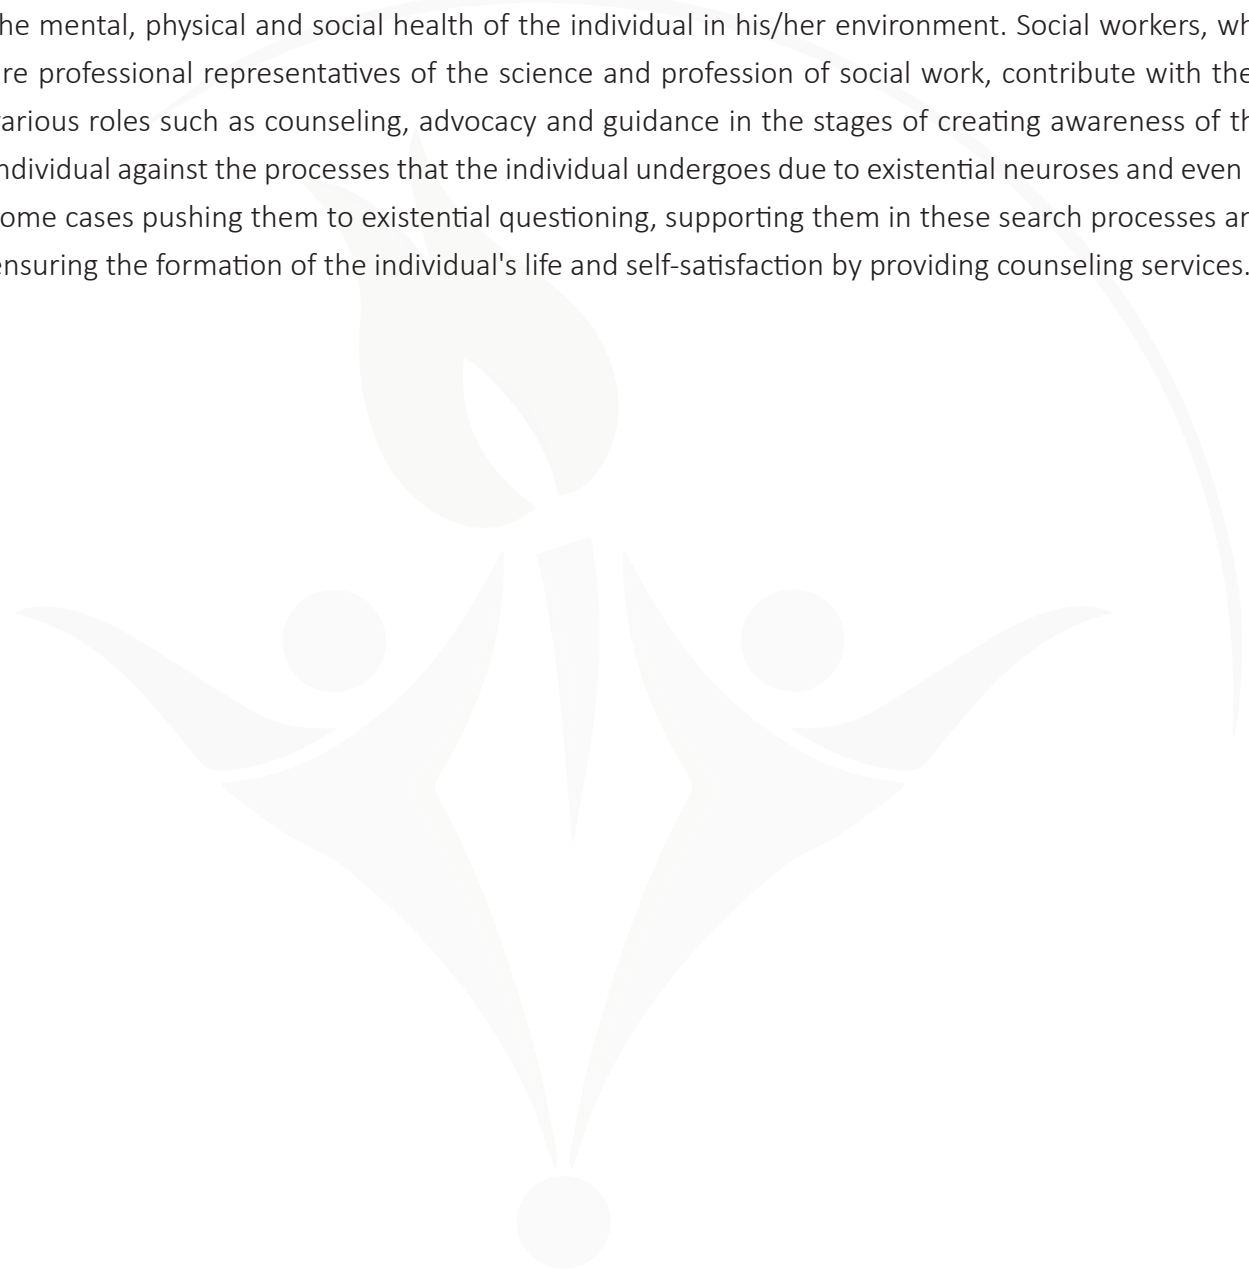 he mental, physical and social health of the individual in his/her environment. Social workers, wh
re professional representatives of the science and profession of social work, contribute with the
arious roles such as counseling, advocacy and guidance in the stages of creating awareness of th
ndividual against the processes that the individual undergoes due to existential neuroses and even
ome cases pushing them to existential questioning, supporting them in these search processes an
ensuring the formation of the individual's life and self-satisfaction by providing counseling services.